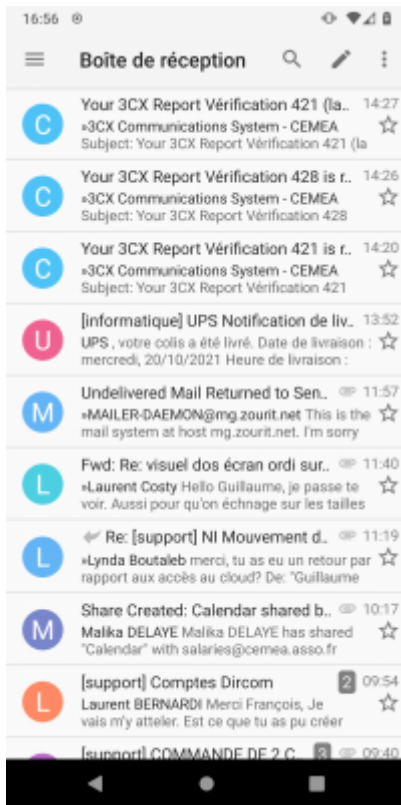 16:56
Boîte de réception
C Your 3CX Report Vérification 421 (la.. 14:27
»3CX Communications System - CEMEA
Subject: Your 3CX Report Vérification 421 (la
C Your 3CX Report Vérification 428 is r.. 14:26
»3CX Communications System - CEMEA
Subject: Your 3CX Report Vérification 428
C Your 3CX Report Vérification 421 is r.. 14:20
»3CX Communications System - CEMEA
Subject: Your 3CX Report Vérification 421
U [informatique] UPS Notification de liv.. 13:52
UPS , votre colis a été livré. Date de livraison :
mercredi, 20/10/2021 Heure de livraison :
M Undelivered Mail Returned to Sen.. 11:57
»MAILER-DAEMON@mg.zourit.net This is the
mail system at host mg.zourit.net. I'm sorry
L Fwd: Re: visuel dos écran ordi sur.. 11:40
»Laurent Costy Hello Guillaume, je passe te
voir. Aussi pour qu'on échnage sur les tailles
L Re: [support] NI Mouvement d.. 11:19
»Lynda Boutaleb merci, tu as eu un retour par
rapport aux accès au cloud? De: "Guillaume
M Share Created: Calendar shared b.. 10:17
Malika DELAYE Malika DELAYE has shared
"Calendar" with salaries@cemea.asso.fr
L [support] Comptes Dircom 2 09:54
Laurent BERNARDI Merci François, Je
vais m'y atteler. Est ce que tu as pu créer
[support] COMMANDE DE 2 C.. 3 09:40